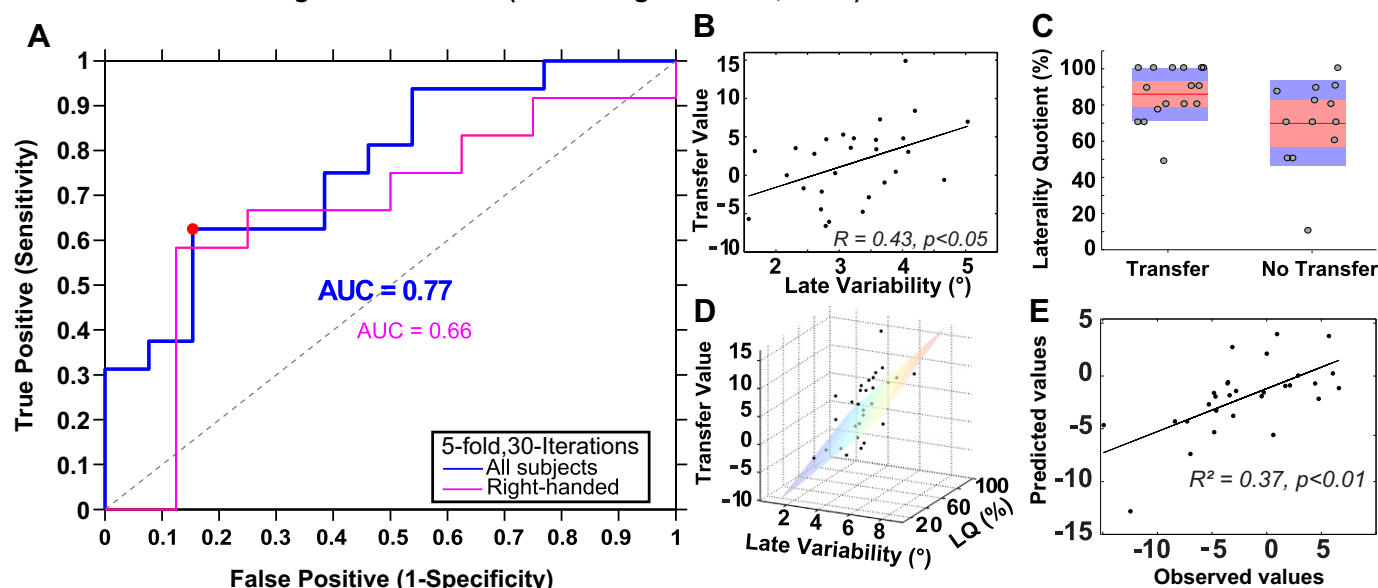 A
1
0.9
0.8
0.7
0.6
0.5
0.4
0.3
0.2
0.1
0
0 0.1 0.2 0.3 0.4 0.5 0.6 0.7 0.8 0.9 1
True Positive (Sensitivity)
False Positive (1-Specificity)
AUC = 0.77
AUC = 0.66
5-fold,30-Iterations
All subjects
Right-handed
B
15
10
5
0
-5
-10
2 3 4 5
Transfer Value
Late Variability (°)
R = 0.43, p<0.05
C
100
80
60
40
20
0
Laterality Quotient (%)
Transfer No Transfer
D
15
10
5
0
-5
-10
Transfer Value
2 4 6 8
Late Variability (°)
20 60 100
LQ (%)
E
5
0
-5
-10
-15
Predicted values
-10 -5 0 5
Observed values
R² = 0.37, p<0.01